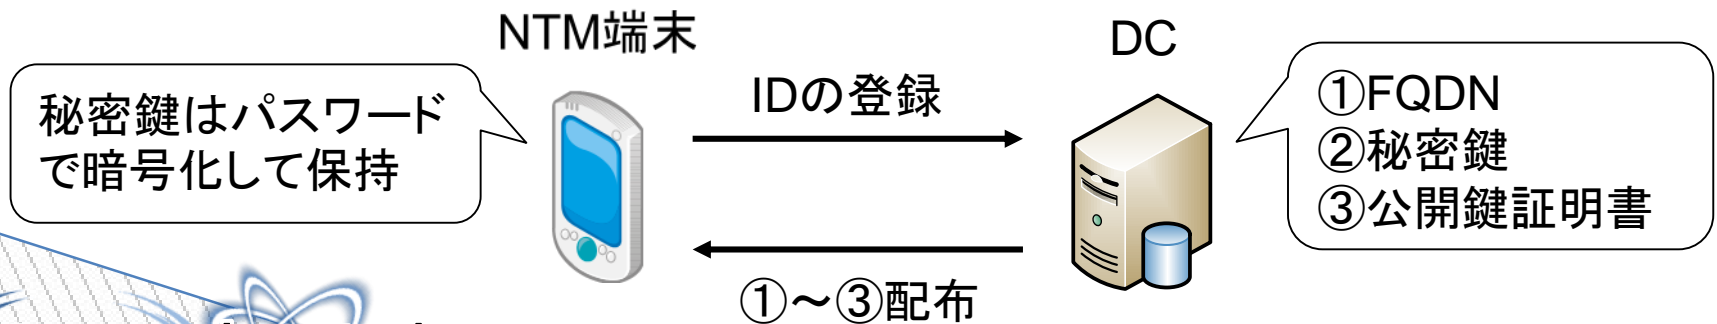 NTM端末
DC
秘密鍵はパスワード
で暗号化して保持
IDの登録
①FQDN
②秘密鍵
③公開鍵証明書
①～③配布